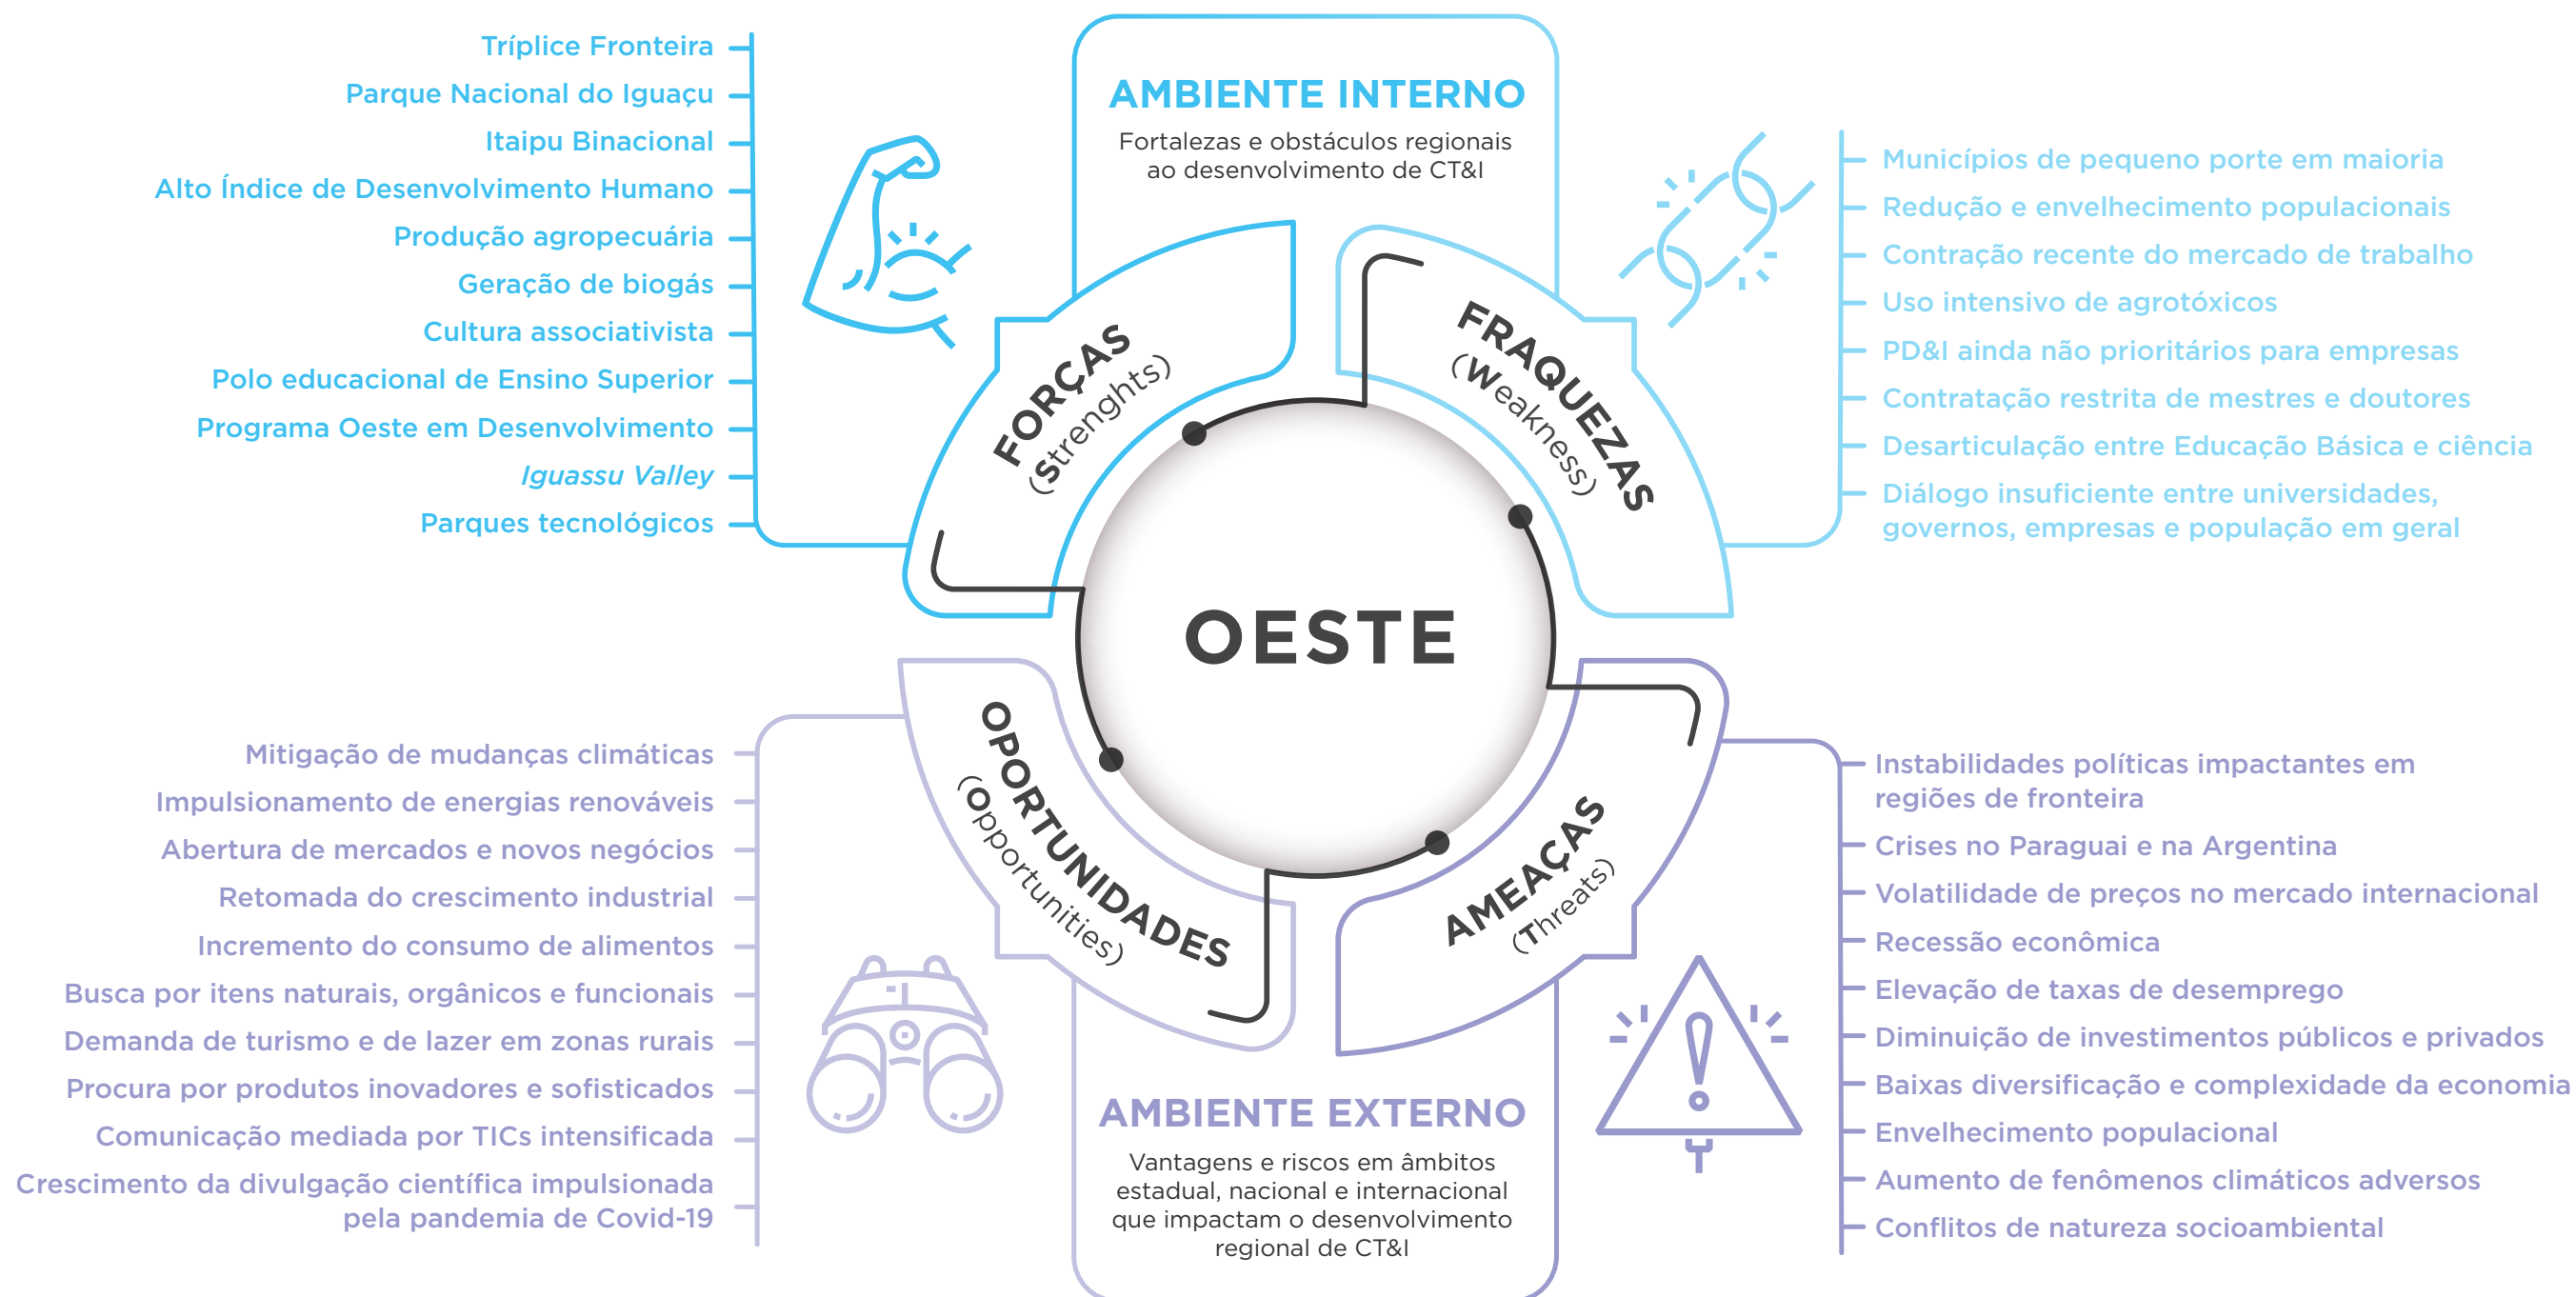 AMBIENTE INTERNO
Fortalezas e obstáculos regionais
ao desenvolvimento de CT&I
Tríplice Fronteira
Parque Nacional do Iguaçu
Itaipu Binacional
Alto Índice de Desenvolvimento Humano
Produção agropecuária
Geração de biogás
Cultura associativista
Polo educacional de Ensino Superior
Programa Oeste em Desenvolvimento
Iguassu Valley
Parques tecnológicos
FORÇAS
(Strenghts)
FRAQUEZAS
(Weakness)
Municípios de pequeno porte em maioria
Redução e envelhecimento populacionais
Contração recente do mercado de trabalho
Uso intensivo de agrotóxicos
PD&I ainda não prioritários para empresas
Contratação restrita de mestres e doutores
Desarticulação entre Educação Básica e ciência
Diálogo insuficiente entre universidades,
governos, empresas e população em geral
OESTE
Mitigação de mudanças climáticas
Impulsionamento de energias renováveis
Abertura de mercados e novos negócios
Retomada do crescimento industrial
Incremento do consumo de alimentos
Busca por itens naturais, orgânicos e funcionais
Demanda de turismo e de lazer em zonas rurais
Procura por produtos inovadores e sofisticados
Comunicação mediada por TICs intensificada
Crescimento da divulgação científica impulsionada
pela pandemia de Covid-19
OPORTUNIDADES
(Opportunities)
AMEAÇAS
(Threats)
Instabilidades políticas impactantes em
regiões de fronteira
Crises no Paraguai e na Argentina
Volatilidade de preços no mercado internacional
Recessão econômica
Elevação de taxas de desemprego
Diminuição de investimentos públicos e privados
Baixas diversificação e complexidade da economia
Envelhecimento populacional
Aumento de fenômenos climáticos adversos
Conflitos de natureza socioambiental
AMBIENTE EXTERNO
Vantagens e riscos em âmbitos
estadual, nacional e internacional
que impactam o desenvolvimento
regional de CT&I